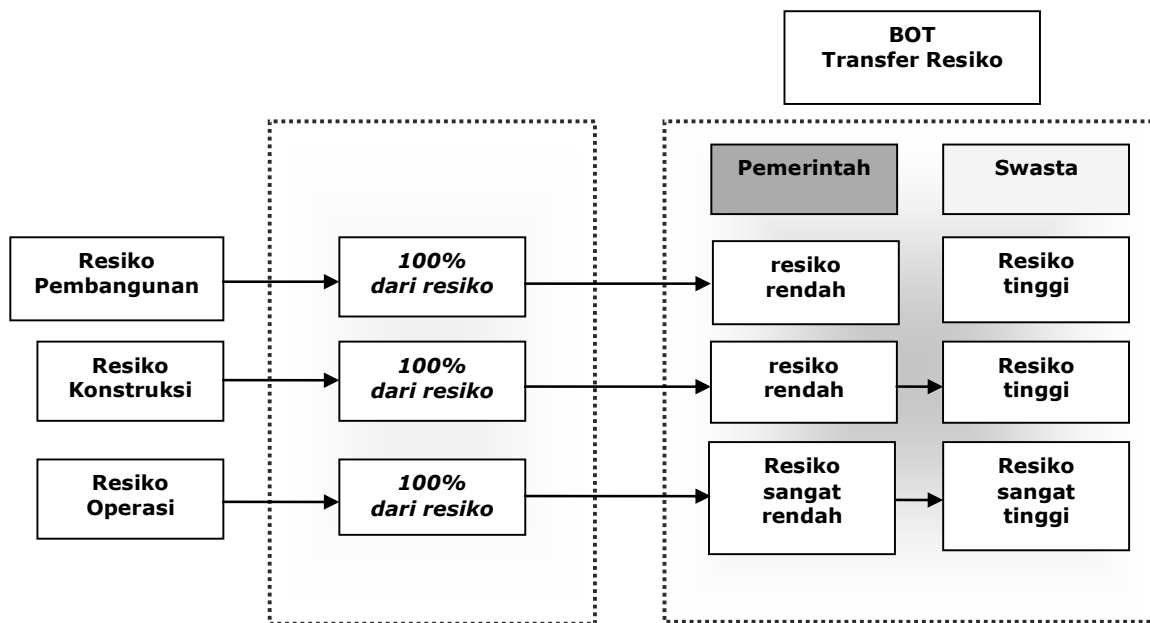 BOT
Transfer Resiko
Pemerintah
Swasta
Resiko
Pembangunan
100%
dari resiko
resiko
rendah
Resiko
tinggi
Resiko
Konstruksi
100%
dari resiko
resiko
rendah
Resiko
tinggi
Resiko
Operasi
100%
dari resiko
Resiko
sangat
rendah
Resiko
sangat
tinggi